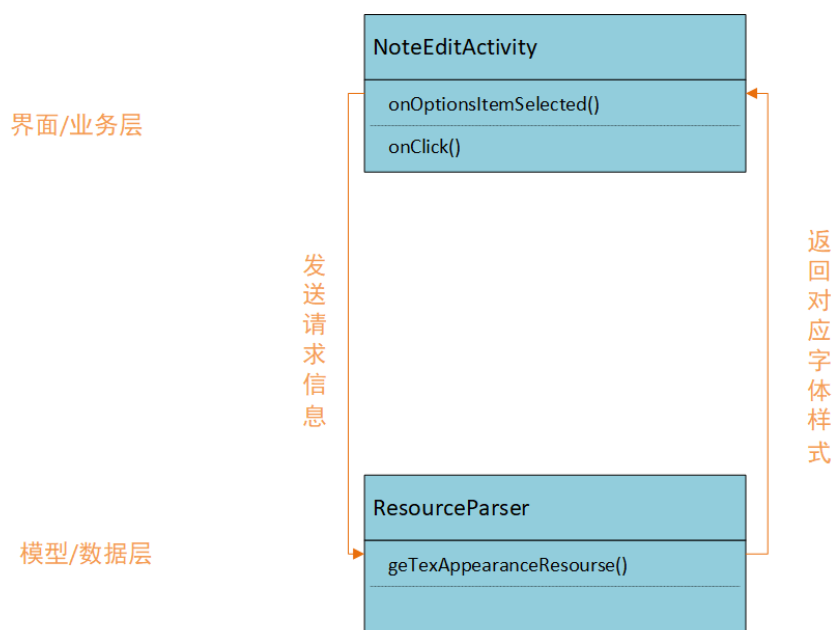 NoteEditActivity
onOptionsItemSelected()
onClick()
界面/业务层
发送请求信息
返回对应字体样式
ResourceParser
geTexAppearanceResourse()
模型/数据层